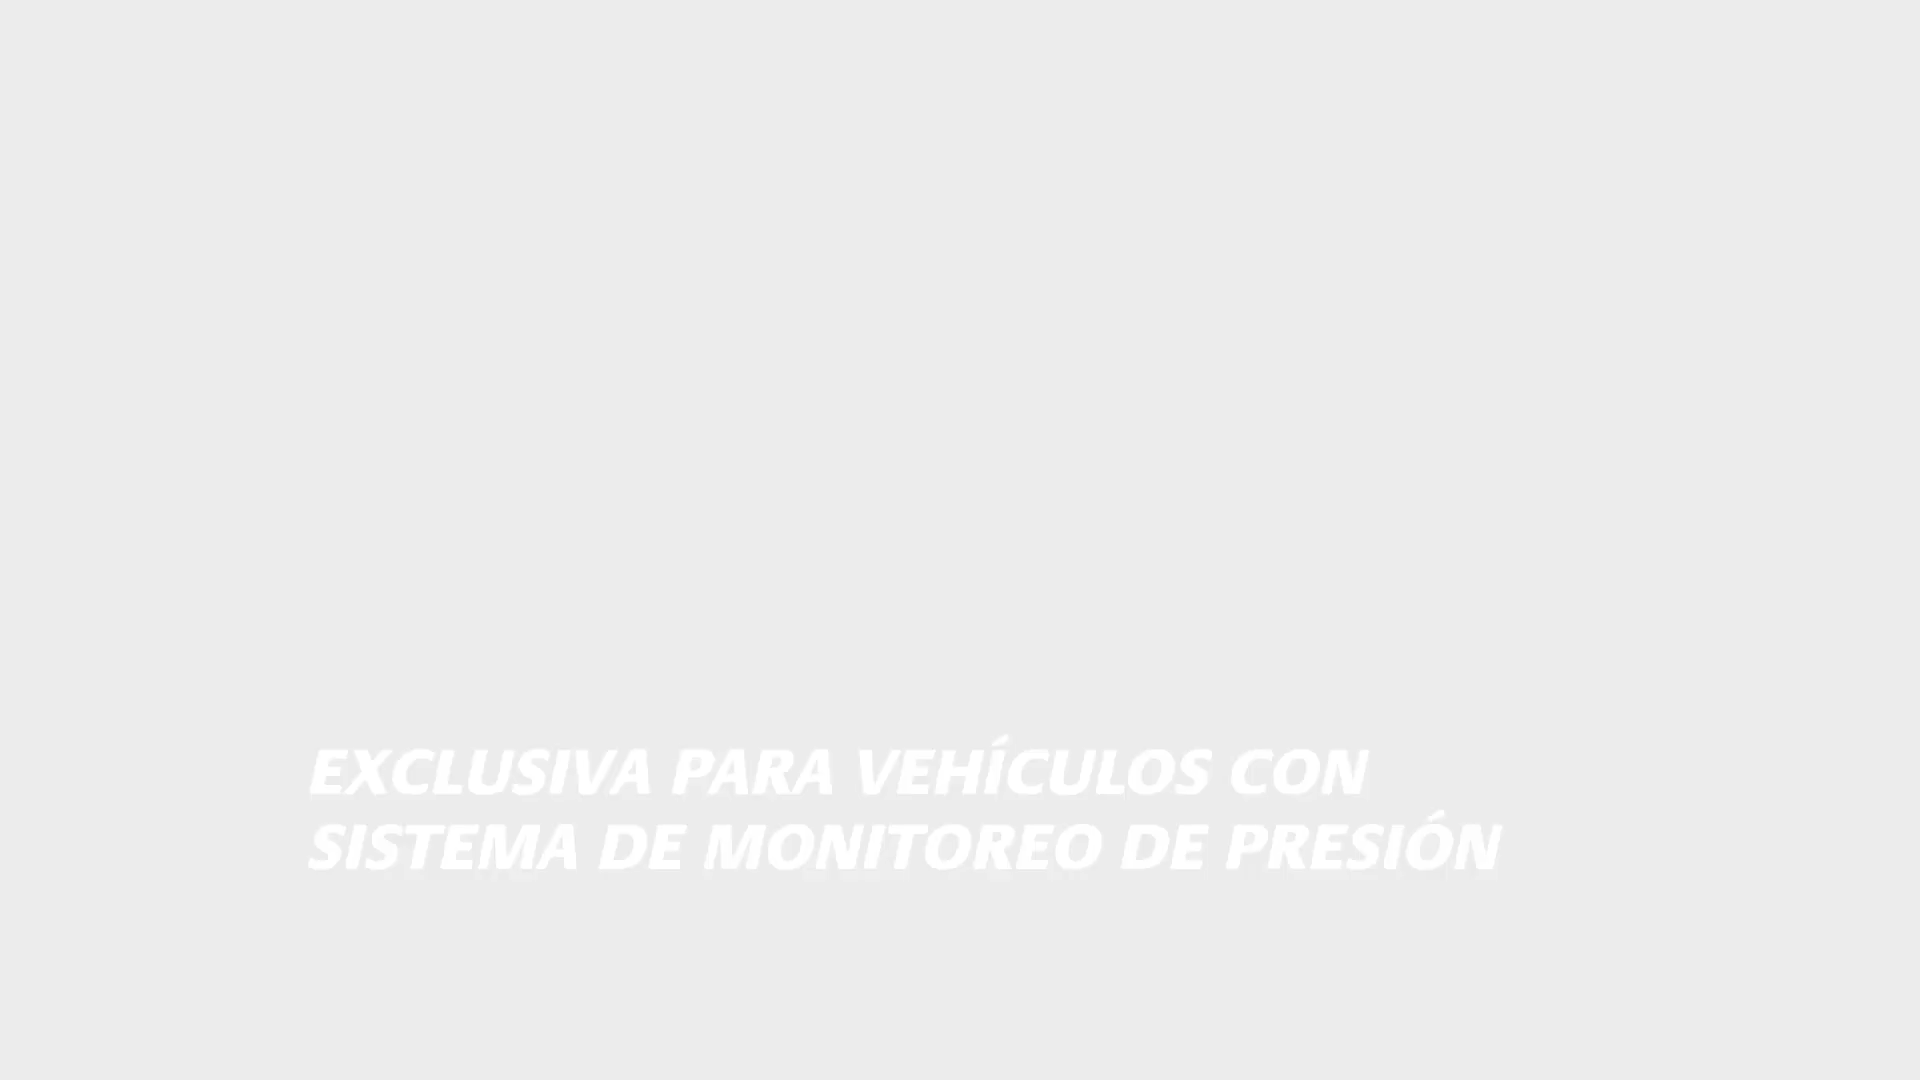 EXCLUSIVA PARA VEHÍCULOS CON
SISTEMA DE MONITOREO DE PRESIÓN